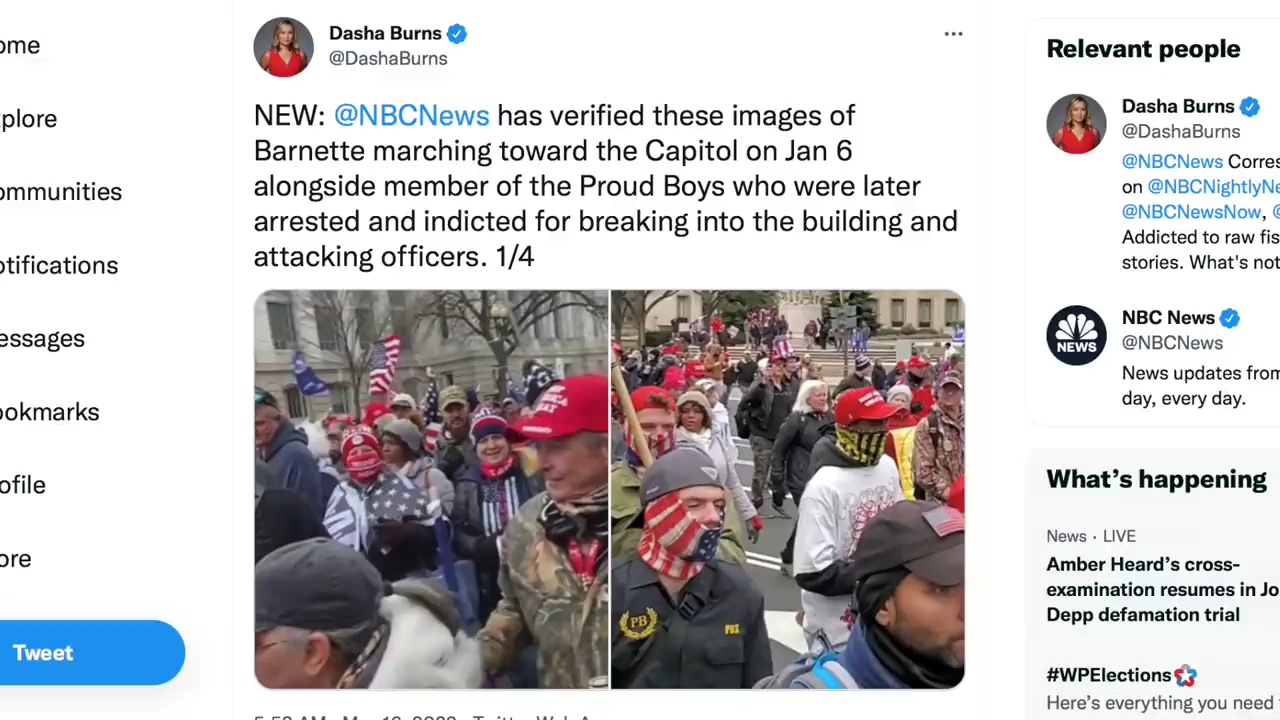 ome
plore
ommunities
otifications
essages
ookmarks
ofile
ore
Tweet
Dasha Burns
@DashaBurns
NEW: @NBCNews has verified these images of
Barnette marching toward the Capitol on Jan 6
alongside member of the Proud Boys who were later
arrested and indicted for breaking into the building and
attacking officers. 1/4
PB
Relevant people
Dasha Burns
@DashaBurns
@NBCNews Corres
on @NBCNightlyNe
@NBCNewsNow, @
Addicted to raw fis
stories. What's not
NEWS
NBC News
@NBCNews
News updates from
day, every day.
What's happening
News · LIVE
Amber Heard's cross-
examination resumes in Jo
Depp defamation trial
#WPElections
Here's everything you need